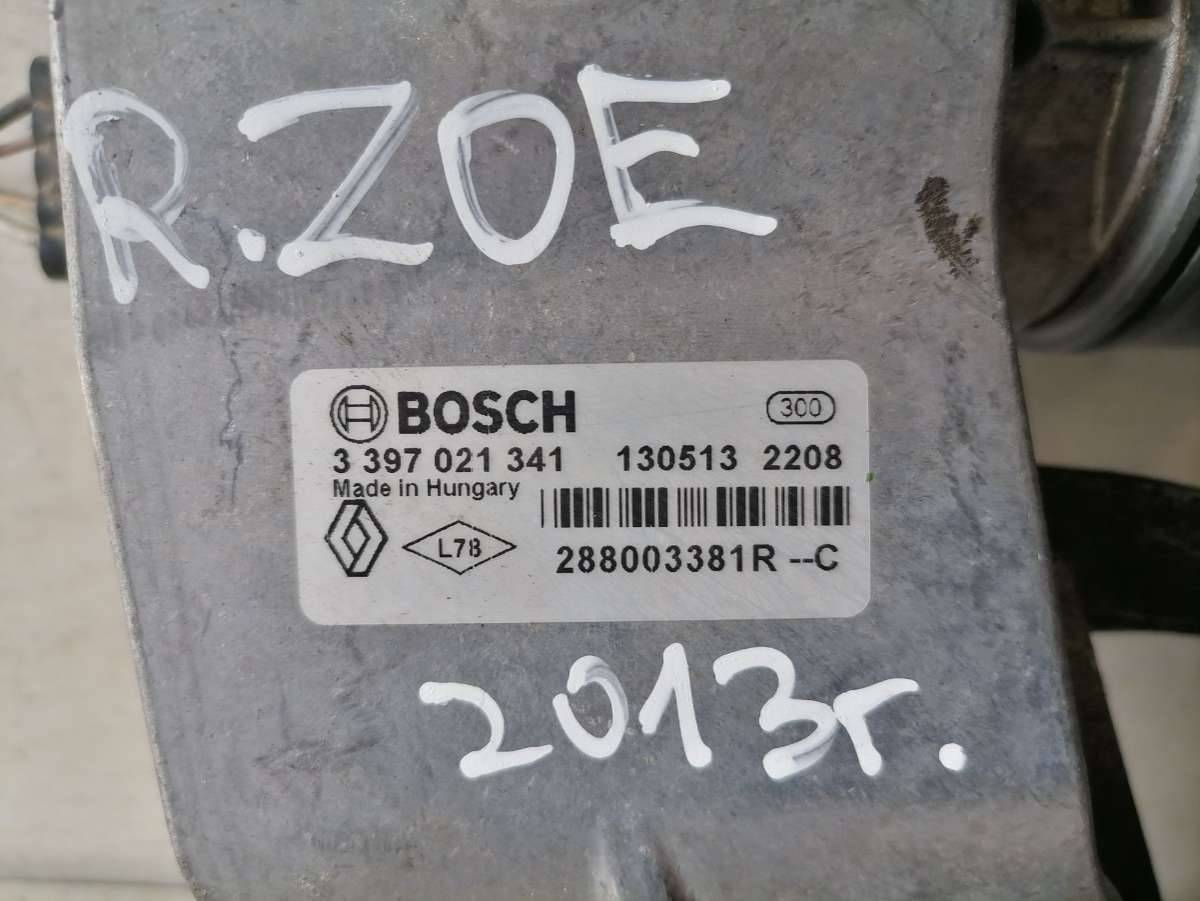 R.ZOE
BOSCH 300
3 397 021 341 130513 2208
Made in Hungary
L78
288003381R --C
2013г.